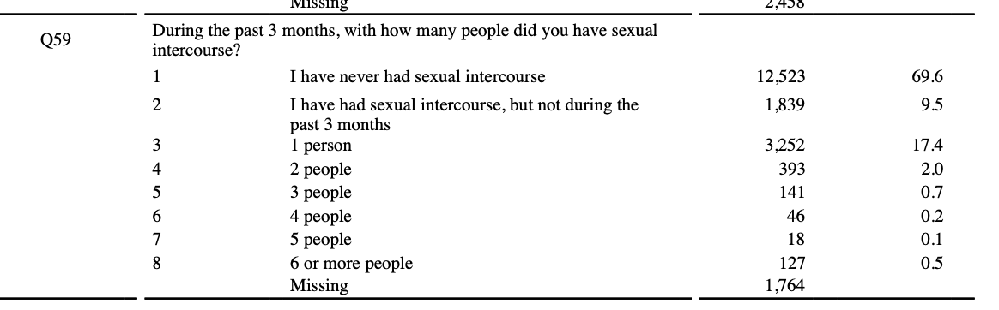 Missing 2,458
Q59 During the past 3 months, with how many people did you have sexual
intercourse?
1 I have never had sexual intercourse 12,523 69.6
2 I have had sexual intercourse, but not during the 1,839 9.5
past 3 months
3 1 person 3,252 17.4
4 2 people 393 2.0
5 3 people 141 0.7
6 4 people 46 0.2
7 5 people 18 0.1
8 6 or more people 127 0.5
Missing 1,764